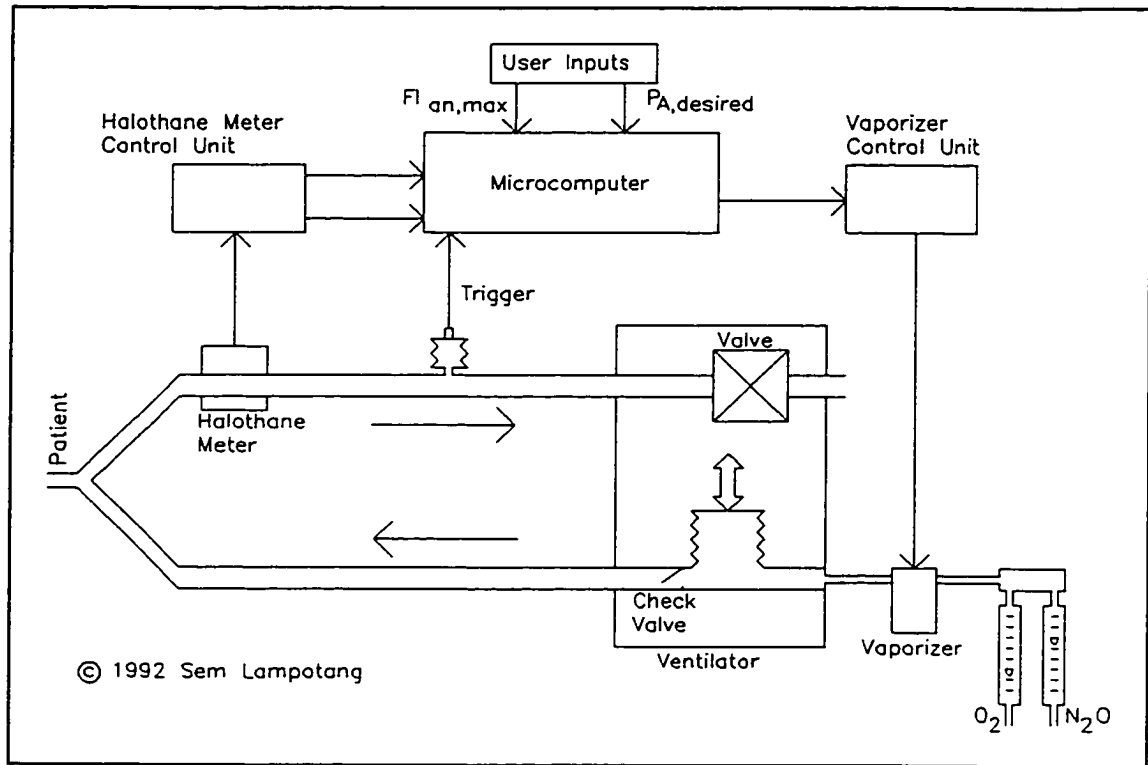 User Inputs
FI an,max
PA,desired
Halothane Meter
Control Unit
Vaporizer
Control Unit
Microcomputer
Trigger
Valve
Halothane
Meter
Patient
Check
Valve
Ventilator
Vaporizer
© 1992 Sem Lampotang
O2
N2O